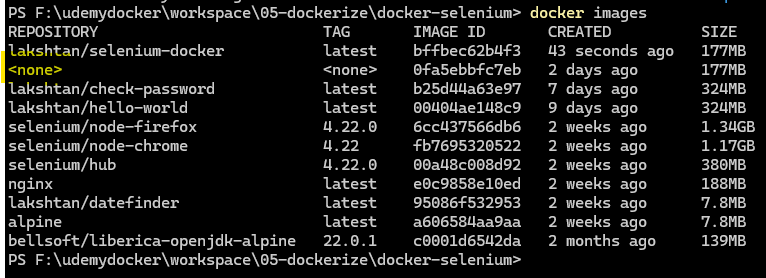 PS F:\udemydocker\workspace\05-dockerize\docker-selenium> docker images
REPOSITORY TAG IMAGE ID CREATED SIZE
lakshtan/selenium-docker latest bffbec62b4f3 43 seconds ago 177MB
<none> <none> 0fa5ebbfc7eb 2 days ago 177MB
lakshtan/check-password latest b25d44a63e97 7 days ago 324MB
lakshtan/hello-world latest 00404ae148c9 9 days ago 324MB
selenium/node-firefox 4.22.0 6cc437566db6 2 weeks ago 1.34GB
selenium/node-chrome 4.22 fb7695320522 2 weeks ago 1.17GB
selenium/hub 4.22.0 00a48c008d92 2 weeks ago 380MB
nginx latest e0c9858e10ed 2 weeks ago 188MB
lakshtan/datefinder latest 95086f532953 2 weeks ago 7.8MB
alpine latest a606584aa9aa 2 weeks ago 7.8MB
bellsoft/liberica-openjdk-alpine 22.0.1 c0001d6542da 2 months ago 139MB
PS F:\udemydocker\workspace\05-dockerize\docker-selenium>